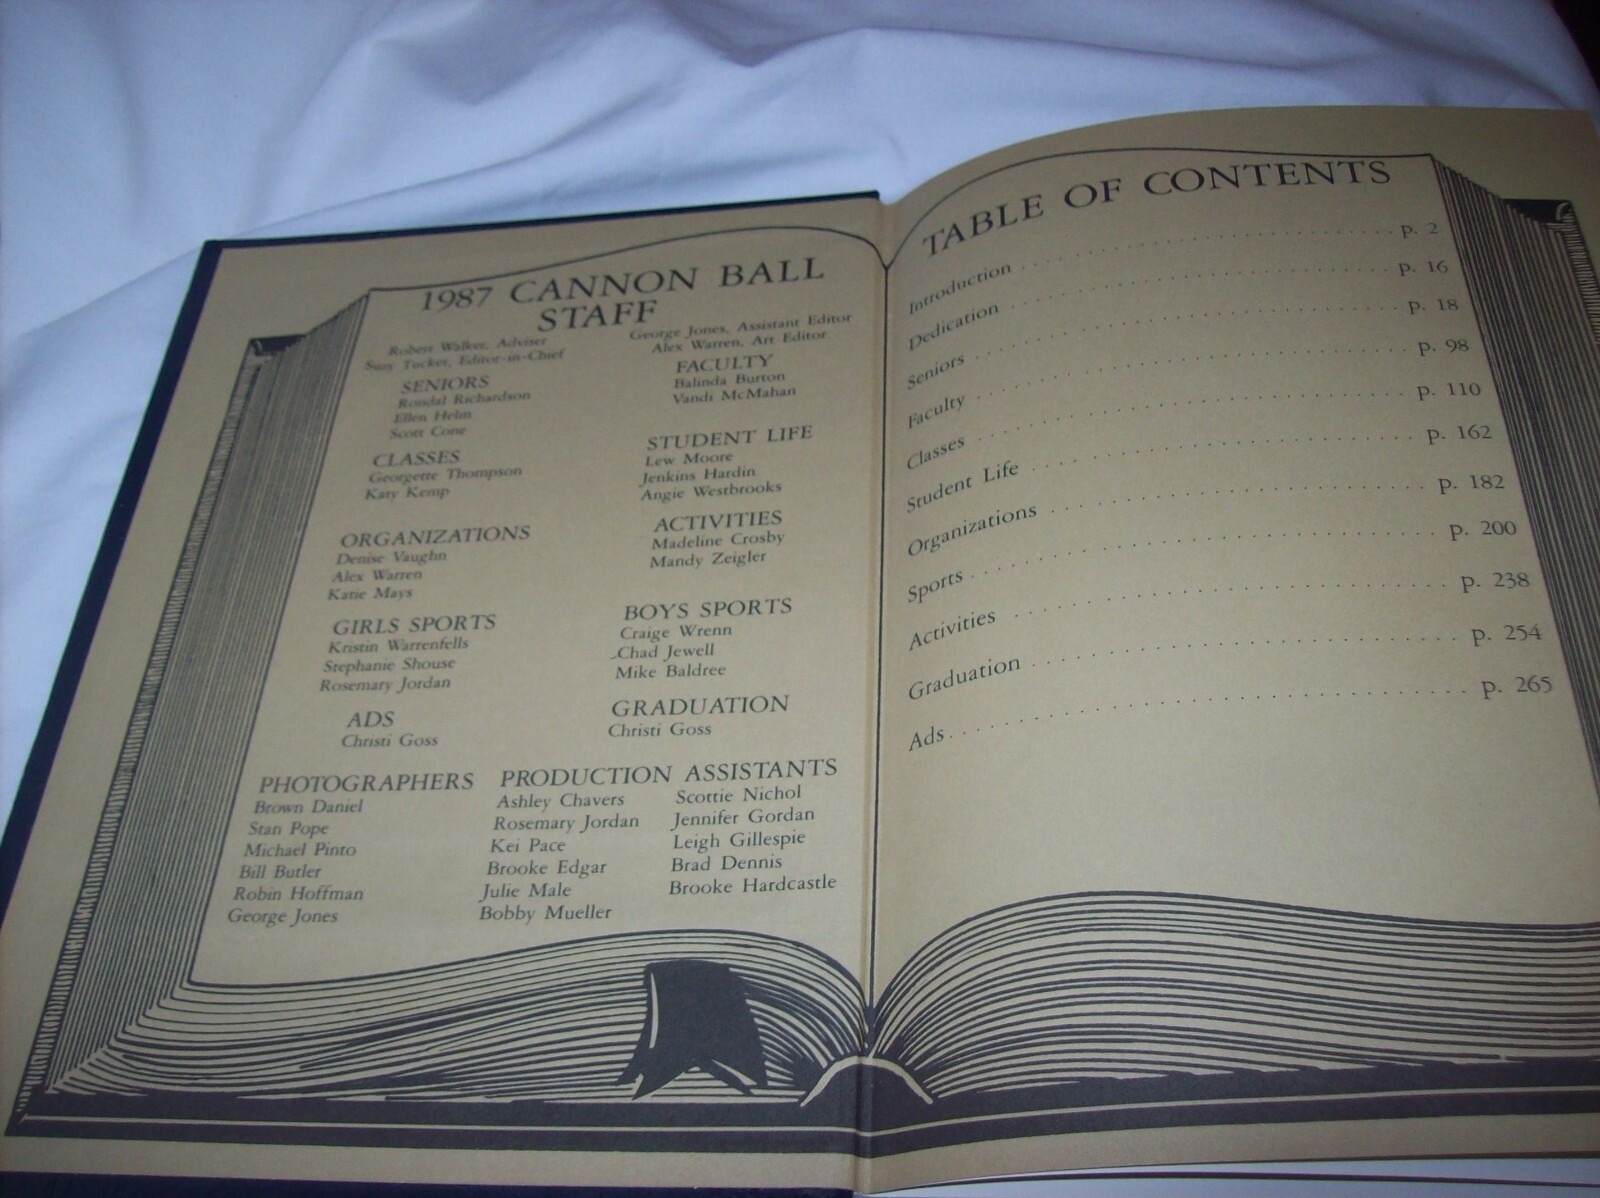 1987 CANNON BALL
STAFF
Robert Walker, Adviser
Suzy Tucker, Editor-in-Chief
George Jones, Assistant Editor
Alex Warren, Art Editor
SENIORS
Rondal Richardson
Ellen Helm
Scott Cone
FACULTY
Balinda Burton
Vandi McMahan
CLASSES
Georgette Thompson
Katy Kemp
STUDENT LIFE
Lew Moore
Jenkins Hardin
Angie Westbrooks
ORGANIZATIONS
Denise Vaughn
Alex Warren
Katie Mays
ACTIVITIES
Madeline Crosby
Mandy Zeigler
GIRLS SPORTS
Kristin Warrenfells
Stephanie Shouse
Rosemary Jordan
BOYS SPORTS
Craige Wrenn
Chad Jewell
Mike Baldree
ADS
Christi Goss
GRADUATION
Christi Goss
PHOTOGRAPHERS
Brown Daniel
Stan Pope
Michael Pinto
Bill Butler
Robin Hoffman
George Jones
PRODUCTION ASSISTANTS
Ashley Chavers
Rosemary Jordan
Kei Pace
Brooke Edgar
Julie Male
Bobby Mueller
Scottie Nichol
Jennifer Gordan
Leigh Gillespie
Brad Dennis
Brooke Hardcastle
TABLE OF CONTENTS
Introduction . . . . . . . . . . . . . . . . . . . . p. 2
Dedication . . . . . . . . . . . . . . . . . . . . p. 16
Seniors . . . . . . . . . . . . . . . . . . . . p. 18
Faculty . . . . . . . . . . . . . . . . . . . . p. 98
Classes . . . . . . . . . . . . . . . . . . . . p. 110
Student Life . . . . . . . . . . . . . . . . . . . . p. 162
Organizations . . . . . . . . . . . . . . . . . . . . p. 182
Sports . . . . . . . . . . . . . . . . . . . . p. 200
Activities . . . . . . . . . . . . . . . . . . . . p. 238
Graduation . . . . . . . . . . . . . . . . . . . . p. 254
Ads . . . . . . . . . . . . . . . . . . . . p. 265